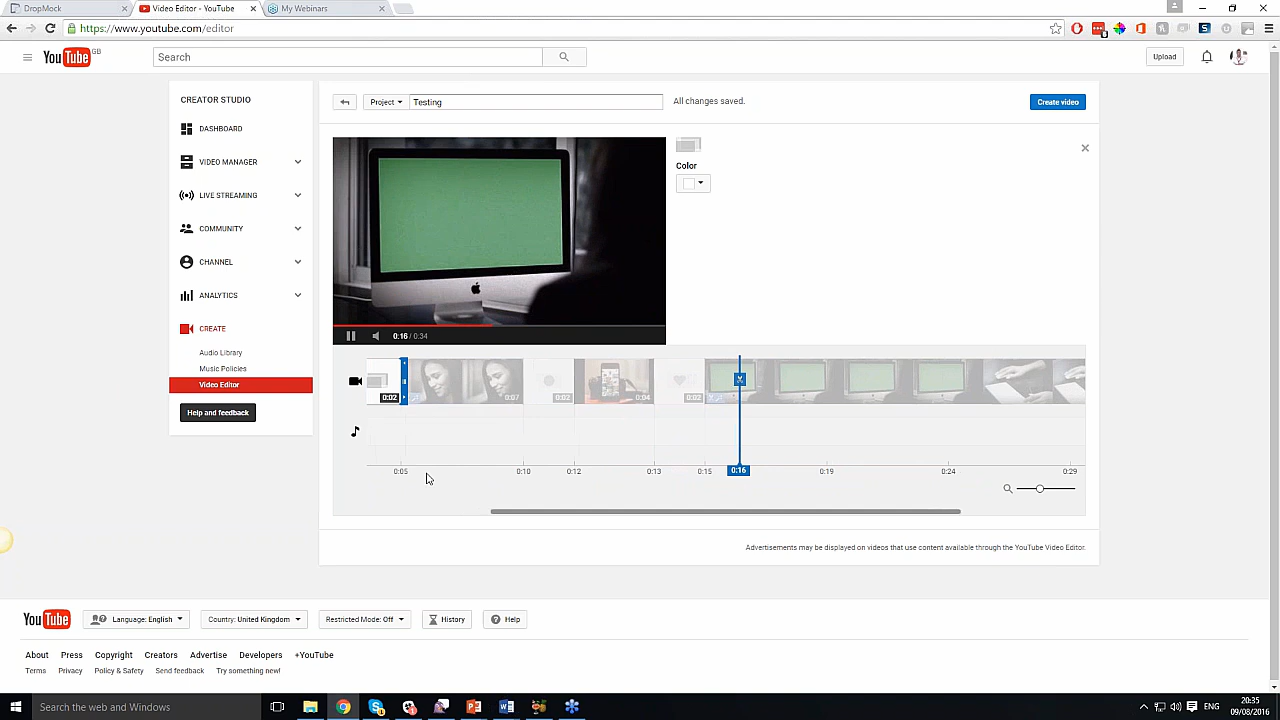 DropMock
Video Editor - YouTube
My Webinars
https://www.youtube.com/editor
YouTube GB
Search
Upload
CREATOR STUDIO
DASHBOARD
VIDEO MANAGER
LIVE STREAMING
COMMUNITY
CHANNEL
ANALYTICS
CREATE
Audio Library
Music Policies
Video Editor
Help and feedback
Project
Testing
All changes saved.
Create video
Color
0:16 / 0:34
0:02
0:07
0:02
0:04
0:02
0:05
0:10
0:12
0:13
0:15
0:16
0:19
0:24
0:29
Advertisements may be displayed on videos that use content available through the YouTube Video Editor.
YouTube
Language: English
Country: United Kingdom
Restricted Mode: Off
History
Help
About
Press
Copyright
Creators
Advertise
Developers
+YouTube
Terms
Privacy
Policy & Safety
Send feedback
Try something new!
Search the web and Windows
ENG
20:35
09/08/2016